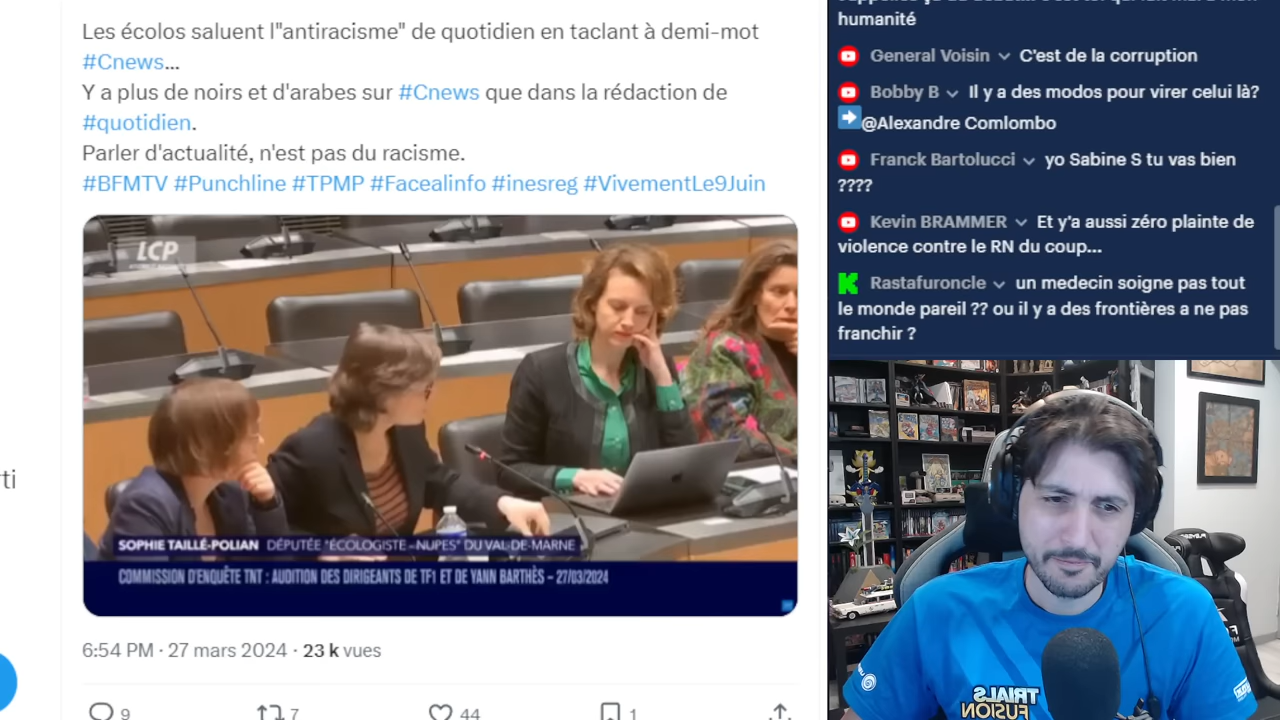 Les écolos saluent l"antiracisme" de quotidien en taclant à demi-mot
#Cnews...
Y a plus de noirs et d'arabes sur #Cnews que dans la rédaction de
#quotidien.
Parler d'actualité, n'est pas du racisme.
#BFMTV #Punchline #TPMP #Facealinfo #inesreg #VivementLe9Juin
LCP
SOPHIE TAILLÉ-POLIAN DÉPUTÉE "ÉCOLOGISTE - NUPES" DU VAL-DE-MARNE
COMMISSION D'ENQUÊTE TNT : AUDITION DES DIRIGEANTS DE TF1 ET DE YANN BARTHÈS – 27/03/2024
6:54 PM · 27 mars 2024 · 23 k vues
9 7 44 1
rti
humanité
General Voisin C'est de la corruption
Bobby B Il y a des modos pour virer celui là?
@Alexandre Comlombo
Franck Bartolucci yo Sabine S tu vas bien
????
Kevin BRAMMER Et y'a aussi zéro plainte de
violence contre le RN du coup...
Rastafuroncle un medecin soigne pas tout
le monde pareil ?? ou il y a des frontières a ne pas
franchir ?
TRIALS
FUSION